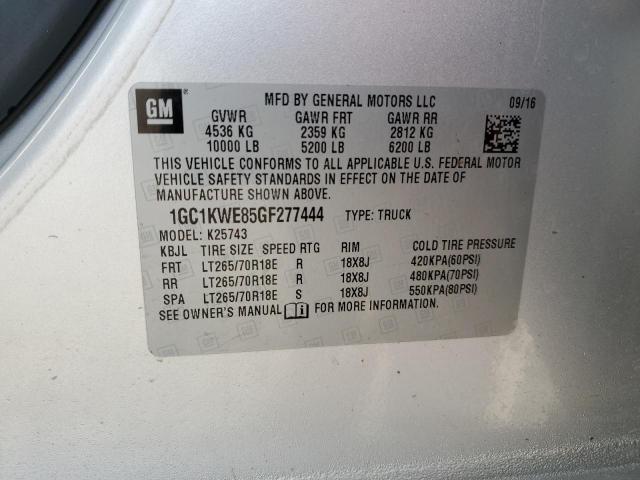 GM ® MFD BY GENERAL MOTORS LLC 09/16
GVWR GAWR FRT GAWR RR
4536 KG 2359 KG 2812 KG
10000 LB 5200 LB 6200 LB
THIS VEHICLE CONFORMS TO ALL APPLICABLE U.S. FEDERAL MOTOR
VEHICLE SAFETY STANDARDS IN EFFECT ON THE DATE OF
MANUFACTURE SHOWN ABOVE.
1GC1KWE85GF277444 TYPE: TRUCK
MODEL: K25743
KBJL TIRE SIZE SPEED RTG RIM COLD TIRE PRESSURE
FRT LT265/70R18E R 18X8J 420KPA(60PSI)
RR LT265/70R18E R 18X8J 480KPA(70PSI)
SPA LT265/70R18E S 18X8J 550KPA(80PSI)
SEE OWNER'S MANUAL FOR MORE INFORMATION.